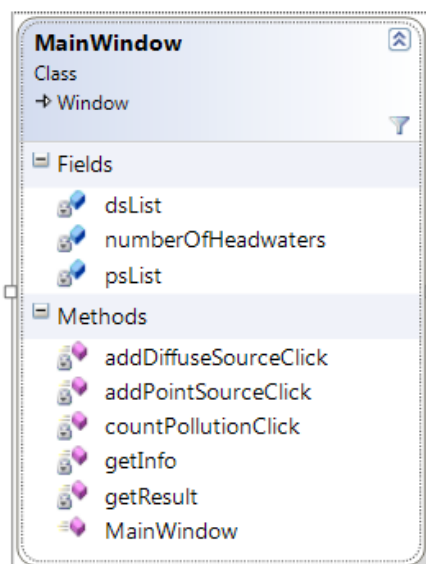 MainWindow
Class
Window
Fields
dsList
numberOfHeadwaters
psList
Methods
addDiffuseSourceClick
addPointSourceClick
countPollutionClick
getInfo
getResult
MainWindow